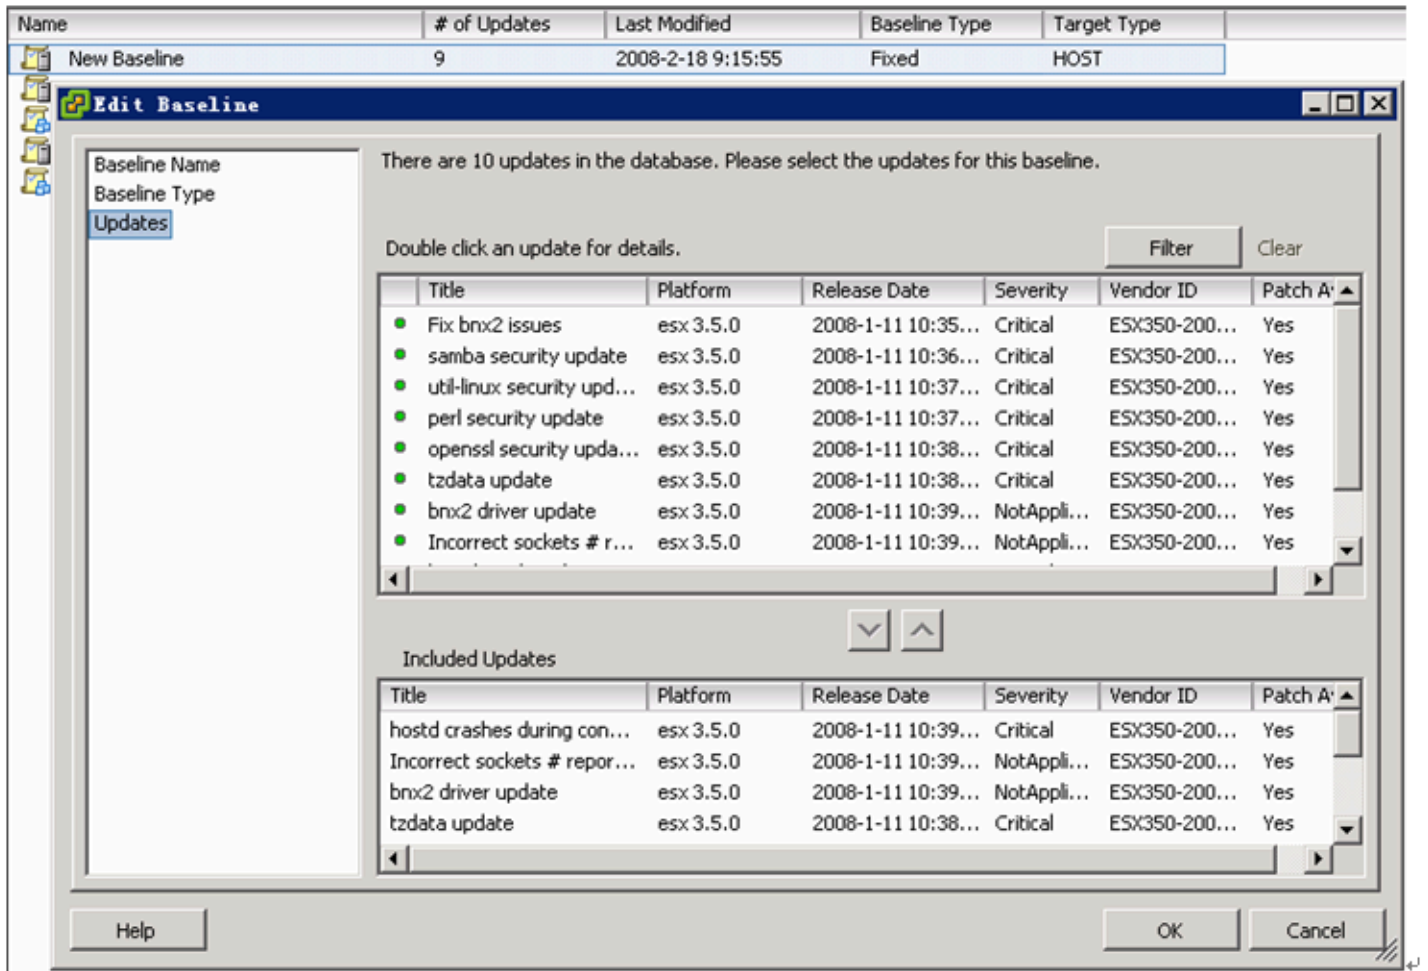 Name # of Updates Last Modified Baseline Type Target Type
New Baseline 9 2008-2-18 9:15:55 Fixed HOST
Edit Baseline
Baseline Name
Baseline Type
Updates
There are 10 updates in the database. Please select the updates for this baseline.
Double click an update for details. Filter Clear
Title Platform Release Date Severity Vendor ID Patch A
Fix bnx2 issues esx 3.5.0 2008-1-11 10:35... Critical ESX350-200... Yes
samba security update esx 3.5.0 2008-1-11 10:36... Critical ESX350-200... Yes
util-linux security upd... esx 3.5.0 2008-1-11 10:37... Critical ESX350-200... Yes
perl security update esx 3.5.0 2008-1-11 10:37... Critical ESX350-200... Yes
openssl security upda... esx 3.5.0 2008-1-11 10:38... Critical ESX350-200... Yes
tzdata update esx 3.5.0 2008-1-11 10:38... Critical ESX350-200... Yes
bnx2 driver update esx 3.5.0 2008-1-11 10:39... NotAppli... ESX350-200... Yes
Incorrect sockets # r... esx 3.5.0 2008-1-11 10:39... NotAppli... ESX350-200... Yes
Included Updates
Title Platform Release Date Severity Vendor ID Patch A
hostd crashes during con... esx 3.5.0 2008-1-11 10:39... Critical ESX350-200... Yes
Incorrect sockets # repor... esx 3.5.0 2008-1-11 10:39... NotAppli... ESX350-200... Yes
bnx2 driver update esx 3.5.0 2008-1-11 10:39... NotAppli... ESX350-200... Yes
tzdata update esx 3.5.0 2008-1-11 10:38... Critical ESX350-200... Yes
Help OK Cancel